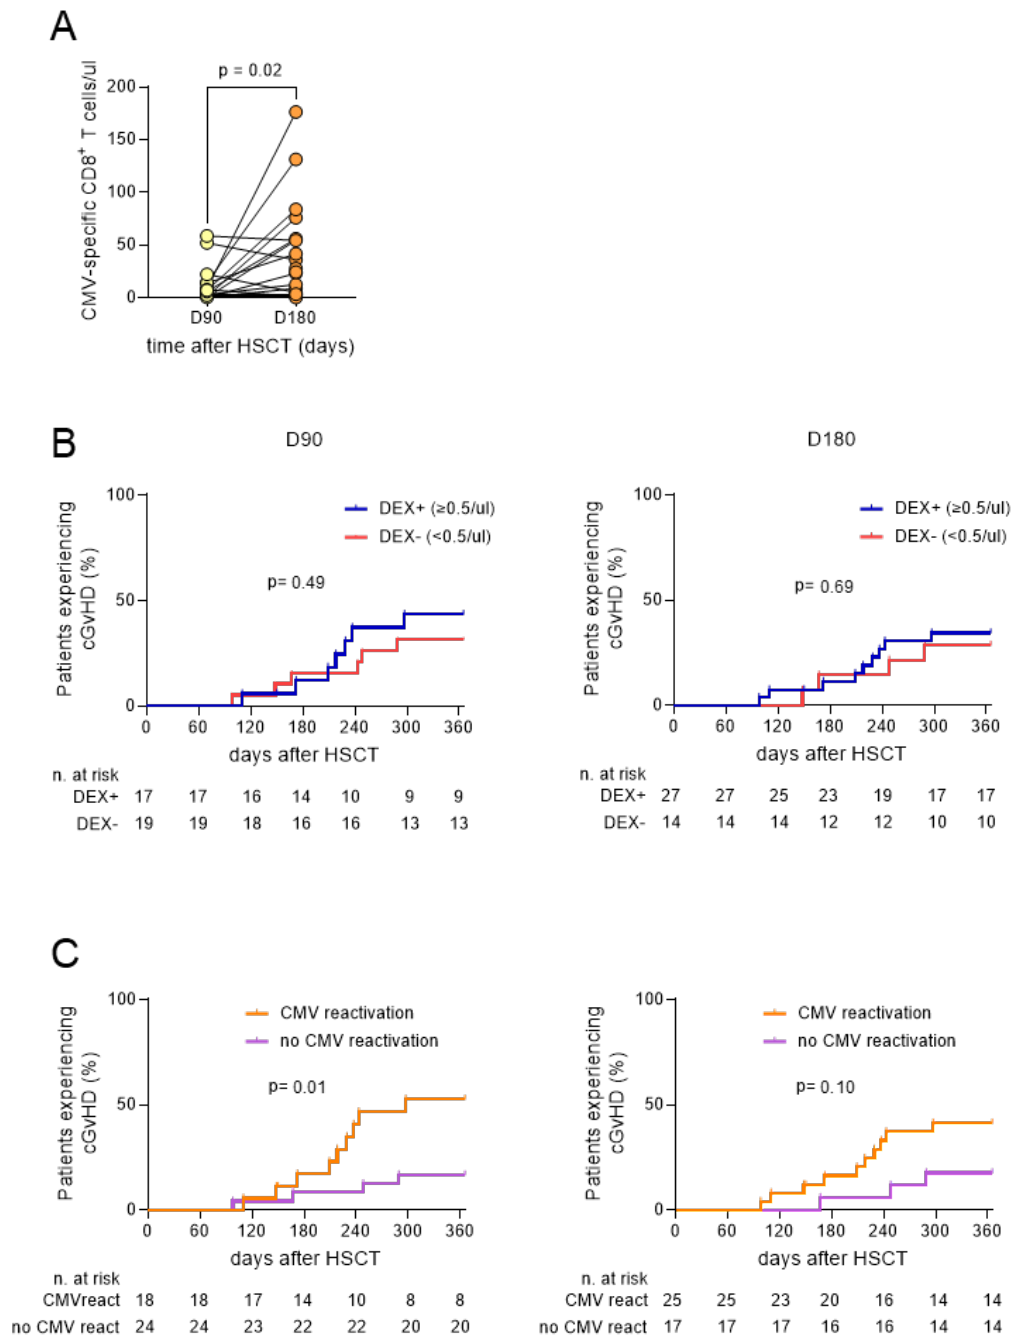 A
p = 0.02
CMV-specific CD8+ T cells/ul
200
150
100
50
0
D90 D180
time after HSCT (days)
B
D90
Patients experiencing
cGvHD (%)
100
50
0
DEX+ (≥0.5/ul)
DEX- (<0.5/ul)
p= 0.49
0 60 120 180 240 300 360
days after HSCT
n. at risk
DEX+ 17 17 16 14 10 9 9
DEX- 19 19 18 16 16 13 13
D180
Patients experiencing
cGvHD (%)
100
50
0
DEX+ (≥0.5/ul)
DEX- (<0.5/ul)
p= 0.69
0 60 120 180 240 300 360
days after HSCT
n. at risk
DEX+ 27 27 25 23 19 17 17
DEX- 14 14 14 12 12 10 10
C
Patients experiencing
cGvHD (%)
100
50
0
CMV reactivation
no CMV reactivation
p= 0.01
0 60 120 180 240 300 360
days after HSCT
n. at risk
CMVreact 18 18 17 14 10 8 8
no CMV react 24 24 23 22 22 20 20
Patients experiencing
cGvHD (%)
100
50
0
CMV reactivation
no CMV reactivation
p= 0.10
0 60 120 180 240 300 360
days after HSCT
n. at risk
CMV react 25 25 23 20 16 14 14
no CMV react 17 17 17 16 16 14 14